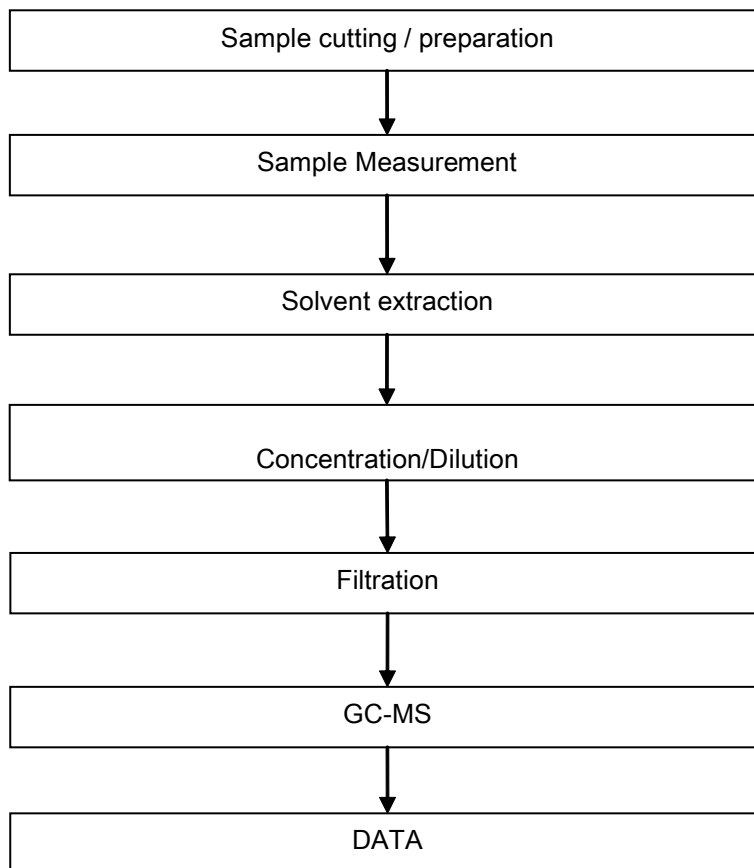 Sample cutting / preparation
Sample Measurement
Solvent extraction
Concentration/Dilution
Filtration
GC-MS
DATA